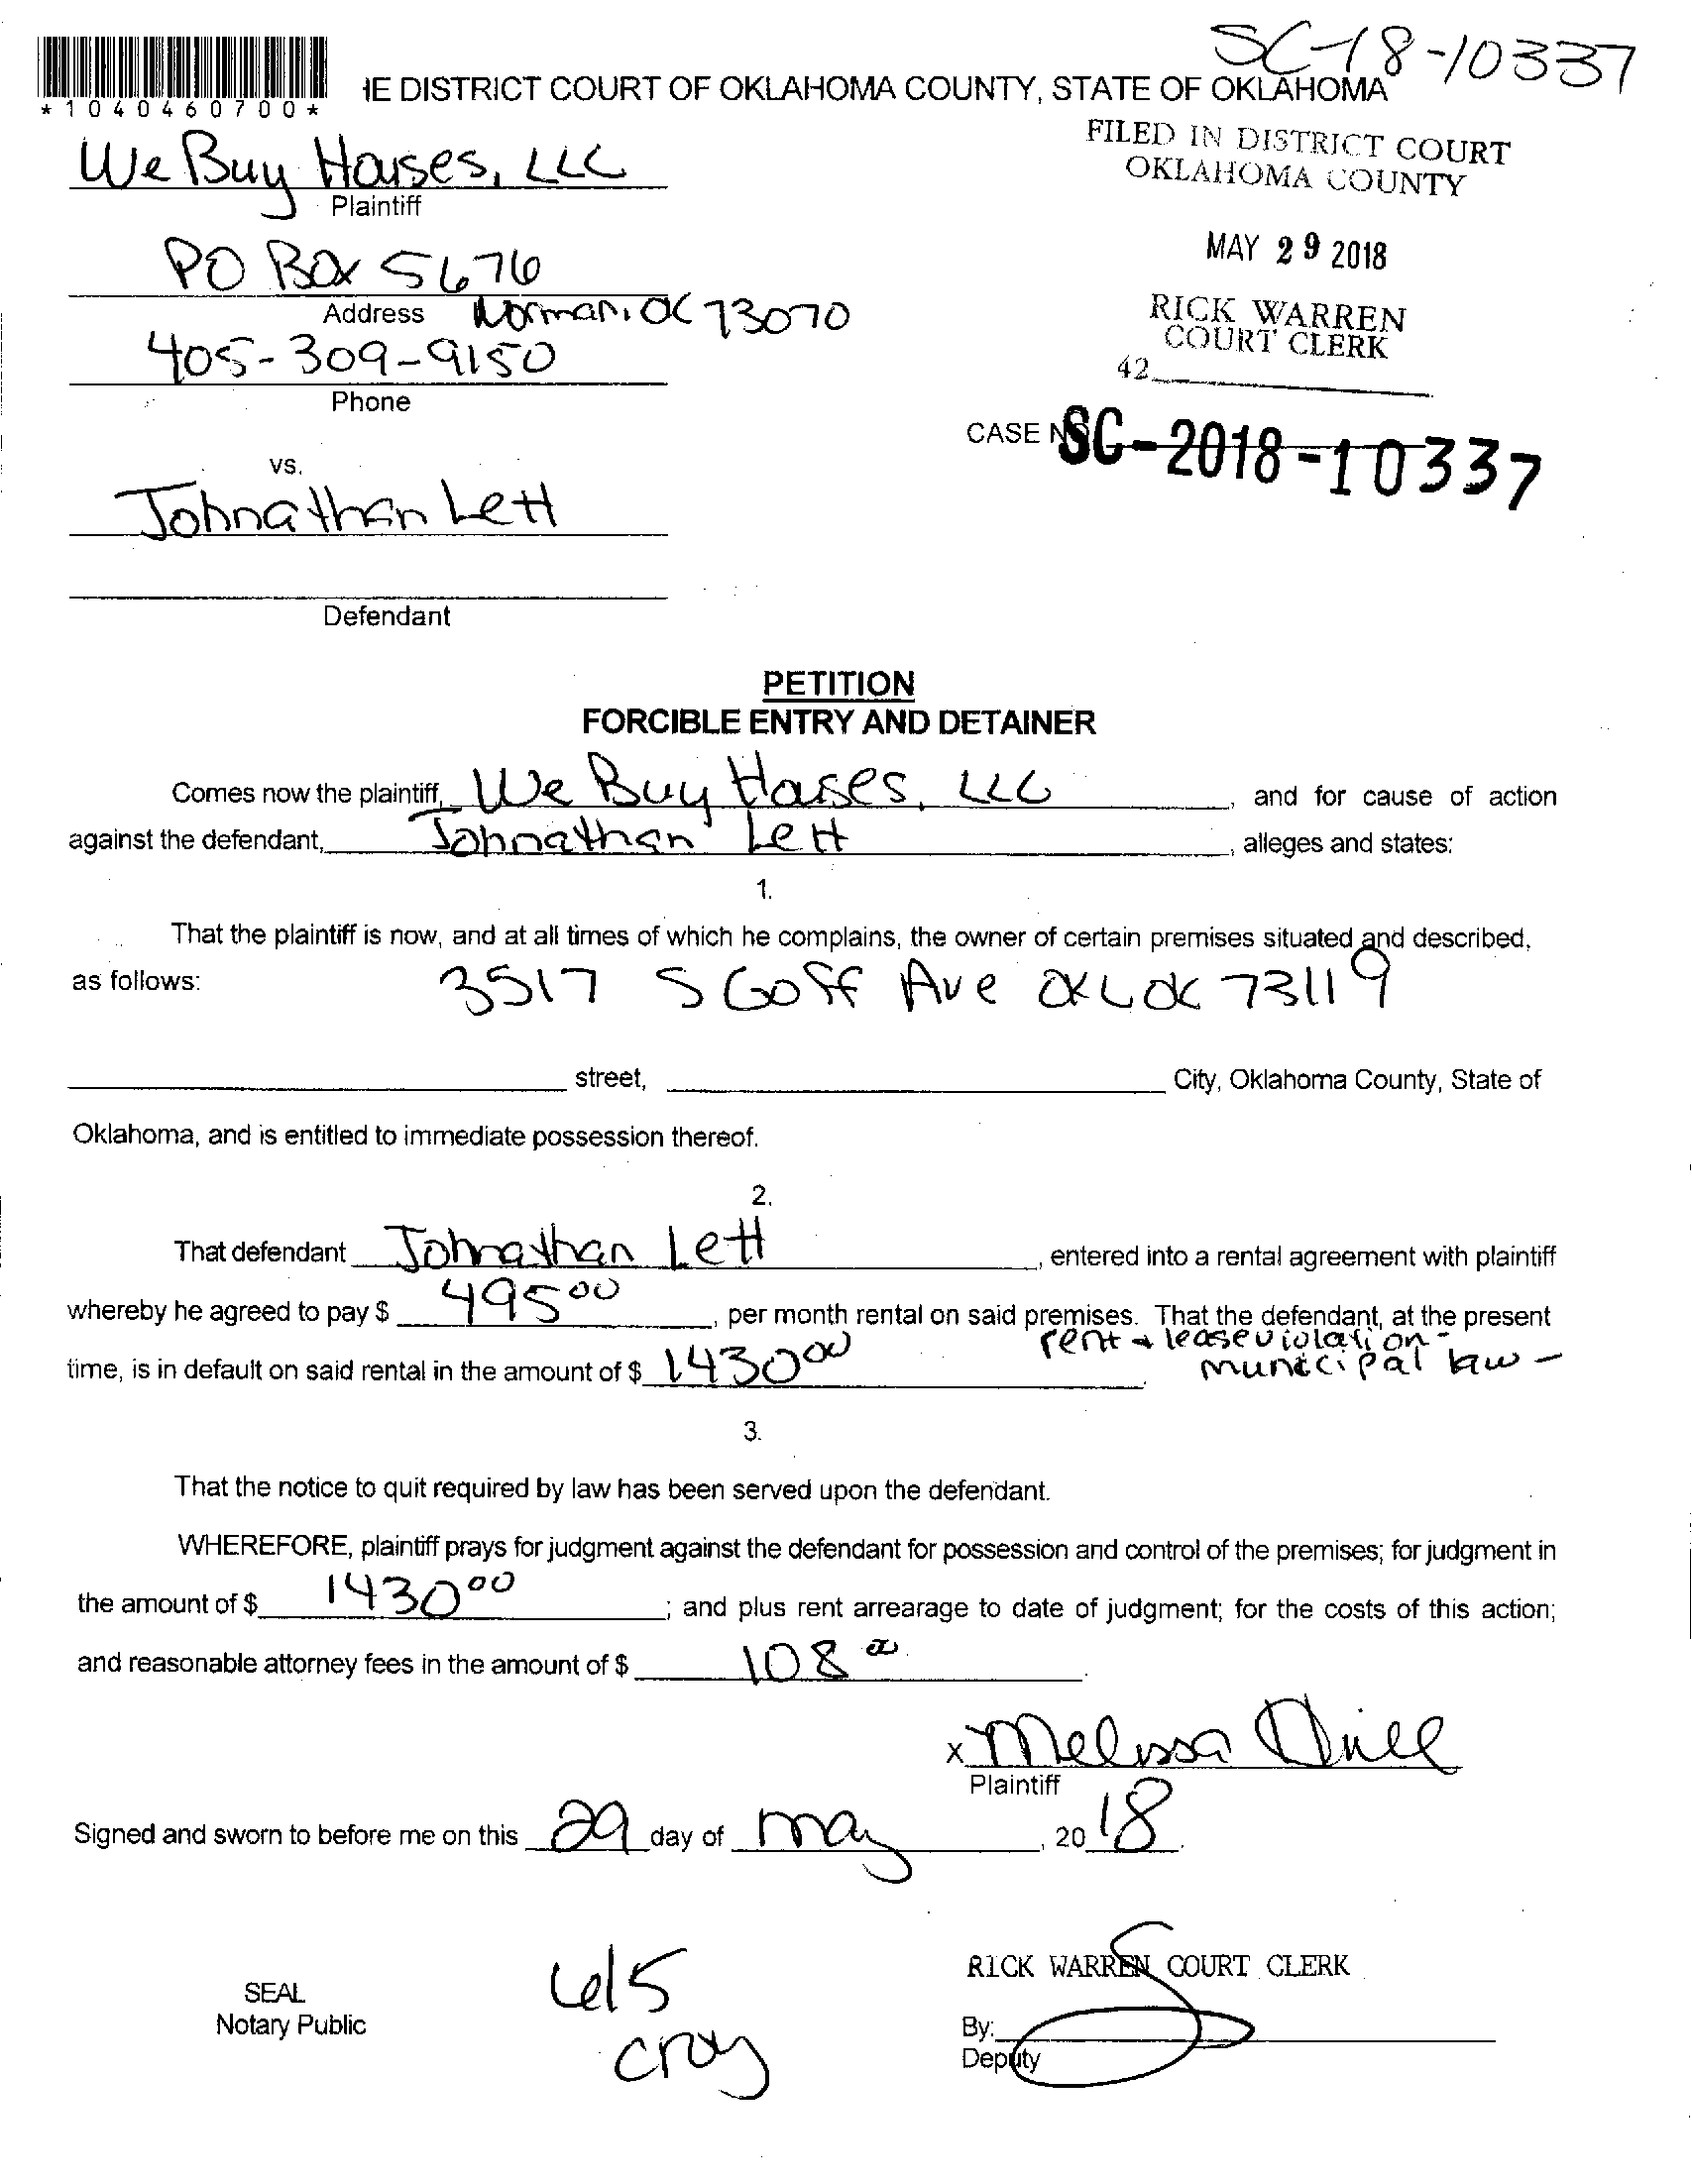 SC-18-10337
*1040460700*
IE DISTRICT COURT OF OKLAHOMA COUNTY, STATE OF OKLAHOMA
We Buy Houses, LLC
Plaintiff
FILED IN DISTRICT COURT
OKLAHOMA COUNTY
PO Box 5676
Address Norman, OK 73070
MAY 29 2018
405-309-9150
Phone
RICK WARREN
COURT CLERK
42
CASE NO SC-2018-10337
vs.
Johnathan Lett
Defendant
PETITION
FORCIBLE ENTRY AND DETAINER
Comes now the plaintiff, We Buy Houses, LLC, and for cause of action
against the defendant, Johnathan Lett, alleges and states:
1.
That the plaintiff is now, and at all times of which he complains, the owner of certain premises situated and described,
as follows: 3517 S Goff Ave OKC OK 73119
street, City, Oklahoma County, State of
Oklahoma, and is entitled to immediate possession thereof.
2.
That defendant Johnathan Lett, entered into a rental agreement with plaintiff
whereby he agreed to pay $ 495 00, per month rental on said premises. That the defendant, at the present
rent + lease violation -
time, is in default on said rental in the amount of $ 1430 00. municipal law -
3.
That the notice to quit required by law has been served upon the defendant.
WHEREFORE, plaintiff prays for judgment against the defendant for possession and control of the premises; for judgment in
the amount of $ 1430 00; and plus rent arrearage to date of judgment; for the costs of this action;
and reasonable attorney fees in the amount of $ 108 00.
x Melissa
Plaintiff
Signed and sworn to before me on this 29 day of may, 20 18.
SEAL
Notary Public
6/5
croy
RICK WARREN COURT CLERK
By:
Deputy